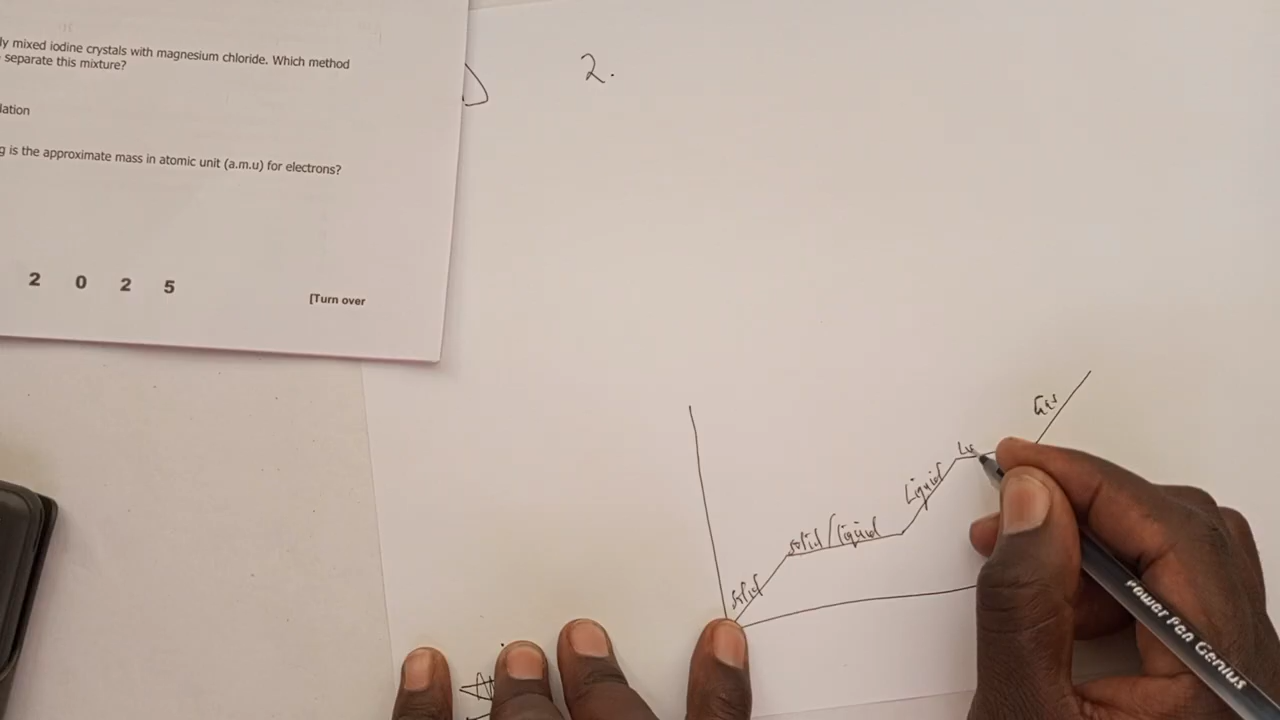 ly mixed iodine crystals with magnesium chloride. Which method
separate this mixture?
lation
g is the approximate mass in atomic unit (a.m.u) for electrons?
2 0 2 5
[Turn over
2.
Gas
Liquid
solid/liquid
solid
Power Pen Genius